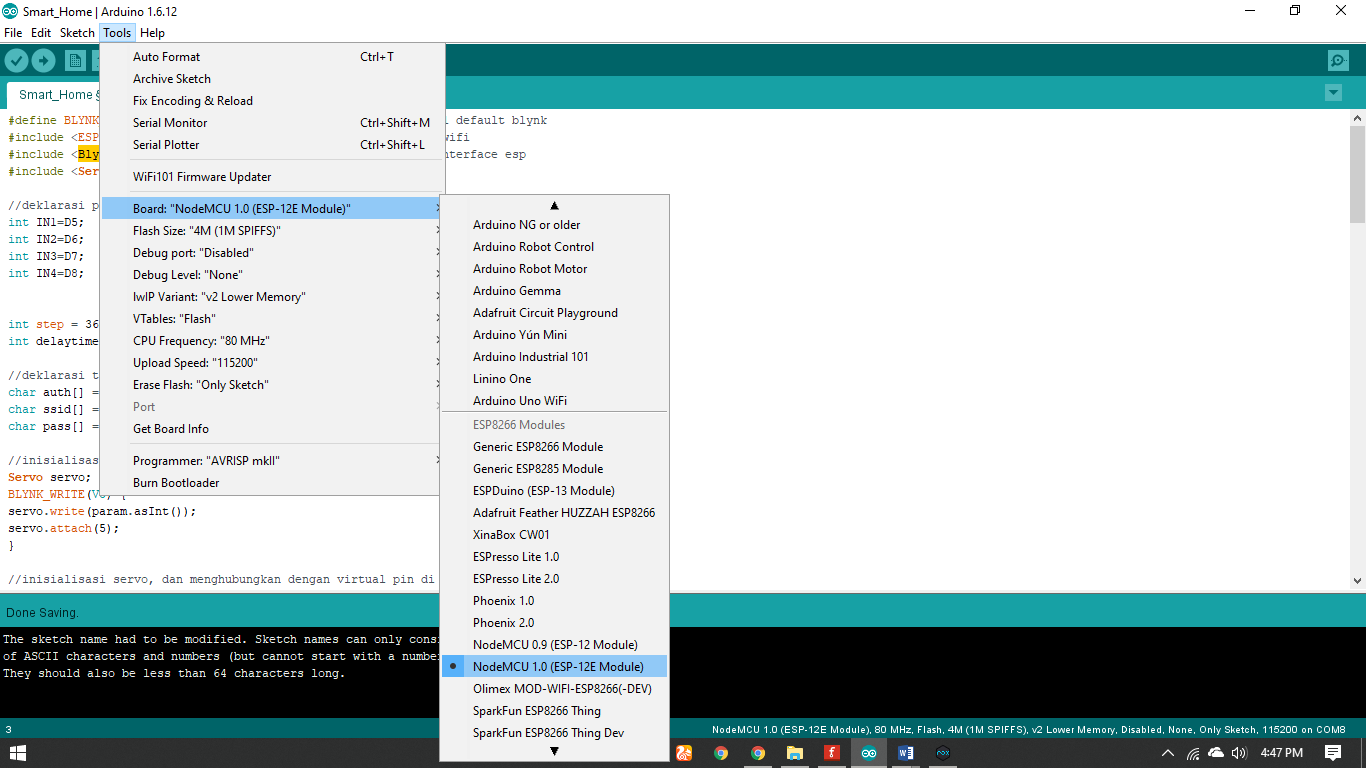 Smart_Home | Arduino 1.6.12
File Edit Sketch Tools Help
Auto Format Ctrl+T
Archive Sketch
Fix Encoding & Reload
Serial Monitor Ctrl+Shift+M
Serial Plotter Ctrl+Shift+L
WiFi101 Firmware Updater
Board: "NodeMCU 1.0 (ESP-12E Module)"
Flash Size: "4M (1M SPIFFS)"
Debug port: "Disabled"
Debug Level: "None"
lwIP Variant: "v2 Lower Memory"
VTables: "Flash"
CPU Frequency: "80 MHz"
Upload Speed: "115200"
Erase Flash: "Only Sketch"
Port
Get Board Info
Programmer: "AVRISP mkII"
Burn Bootloader
Arduino NG or older
Arduino Robot Control
Arduino Robot Motor
Arduino Gemma
Adafruit Circuit Playground
Arduino Yún Mini
Arduino Industrial 101
Linino One
Arduino Uno WiFi
ESP8266 Modules
Generic ESP8266 Module
Generic ESP8285 Module
ESPDuino (ESP-13 Module)
Adafruit Feather HUZZAH ESP8266
XinaBox CW01
ESPresso Lite 1.0
ESPresso Lite 2.0
Phoenix 1.0
Phoenix 2.0
NodeMCU 0.9 (ESP-12 Module)
NodeMCU 1.0 (ESP-12E Module)
Olimex MOD-WIFI-ESP8266(-DEV)
SparkFun ESP8266 Thing
SparkFun ESP8266 Thing Dev
Smart_Home
#define BLYNK default blynk
#include <ESP wifi
#include <Bly nterface esp
#include <Ser
//deklarasi p
int IN1=D5;
int IN2=D6;
int IN3=D7;
int IN4=D8;
int step = 36
int delaytime
//deklarasi t
char auth[] =
char ssid[] =
char pass[] =
//inisialisas
Servo servo;
BLYNK_WRITE(V {
servo.write(param.asInt());
servo.attach(5);
}
//inisialisasi servo, dan menghubungkan dengan virtual pin di
Done Saving.
The sketch name had to be modified. Sketch names can only cons
of ASCII characters and numbers (but cannot start with a numbe
They should also be less than 64 characters long.
3 NodeMCU 1.0 (ESP-12E Module), 80 MHz, Flash, 4M (1M SPIFFS), v2 Lower Memory, Disabled, None, Only Sketch, 115200 on COM8
4:47 PM